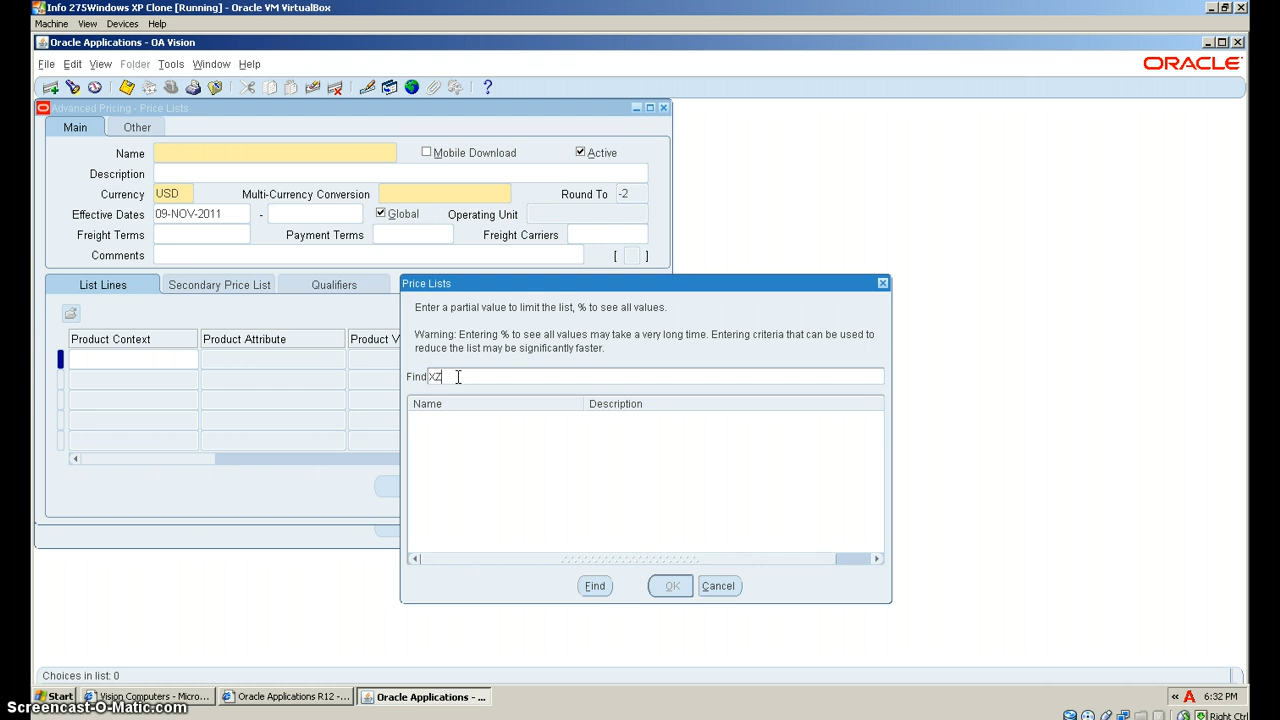 Info 275Windows XP Clone [Running] - Oracle VM VirtualBox
Machine View Devices Help
Oracle Applications - OA Vision
File Edit View Folder Tools Window Help
ORACLE
Advanced Pricing - Price Lists
Main Other
Name Mobile Download Active
Description
Currency USD Multi-Currency Conversion Round To -2
Effective Dates 09-NOV-2011 - Global Operating Unit
Freight Terms Payment Terms Freight Carriers
Comments [ ]
List Lines Secondary Price List Qualifiers
Product Context Product Attribute Product V
Price Lists
Enter a partial value to limit the list, % to see all values.
Warning: Entering % to see all values may take a very long time. Entering criteria that can be used to
reduce the list may be significantly faster.
Find XZ
Name Description
Find OK Cancel
Choices in list: 0
Start Vision Computers - Micro... Oracle Applications R12 -... Oracle Applications - ... « A 6:32 PM
Screencast-O-Matic.com
Right Ctrl